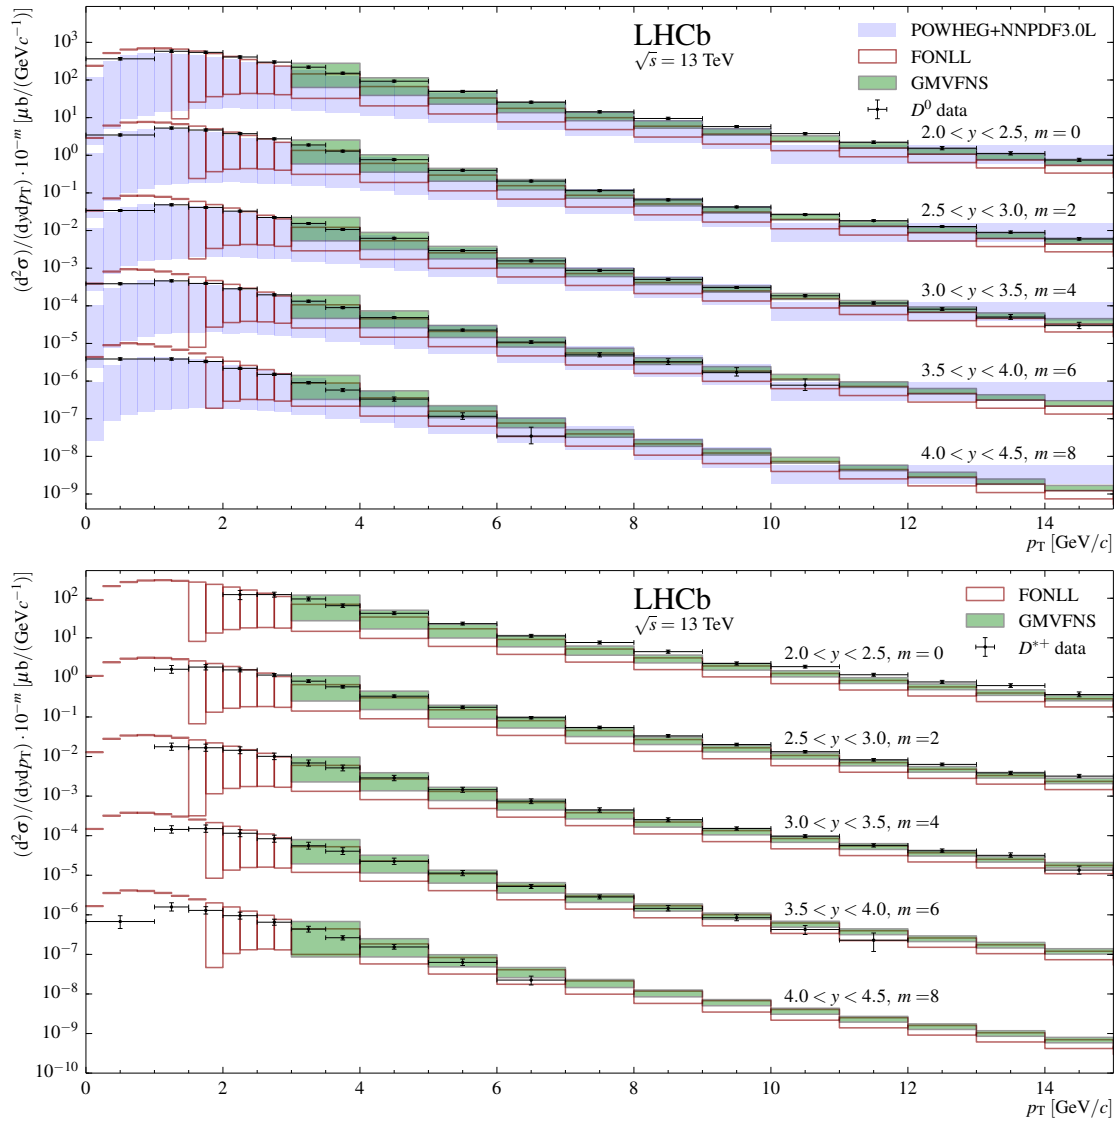 (d²σ)/(dydp_T) · 10⁻ᵐ [μb/(GeV c⁻¹)]
LHCb
√s = 13 TeV
POWHEG+NNPDF3.0L
FONLL
GMVFNS
D⁰ data
10³
10²
10¹
10⁰
10⁻¹
10⁻²
10⁻³
10⁻⁴
10⁻⁵
10⁻⁶
10⁻⁷
10⁻⁸
10⁻⁹
2.0 < y < 2.5, m = 0
2.5 < y < 3.0, m = 2
3.0 < y < 3.5, m = 4
3.5 < y < 4.0, m = 6
4.0 < y < 4.5, m = 8
0 2 4 6 8 10 12 14
p_T [GeV/c]
(d²σ)/(dydp_T) · 10⁻ᵐ [μb/(GeV c⁻¹)]
LHCb
√s = 13 TeV
FONLL
GMVFNS
D*⁺ data
10²
10¹
10⁰
10⁻¹
10⁻²
10⁻³
10⁻⁴
10⁻⁵
10⁻⁶
10⁻⁷
10⁻⁸
10⁻⁹
10⁻¹⁰
2.0 < y < 2.5, m = 0
2.5 < y < 3.0, m = 2
3.0 < y < 3.5, m = 4
3.5 < y < 4.0, m = 6
4.0 < y < 4.5, m = 8
0 2 4 6 8 10 12 14
p_T [GeV/c]